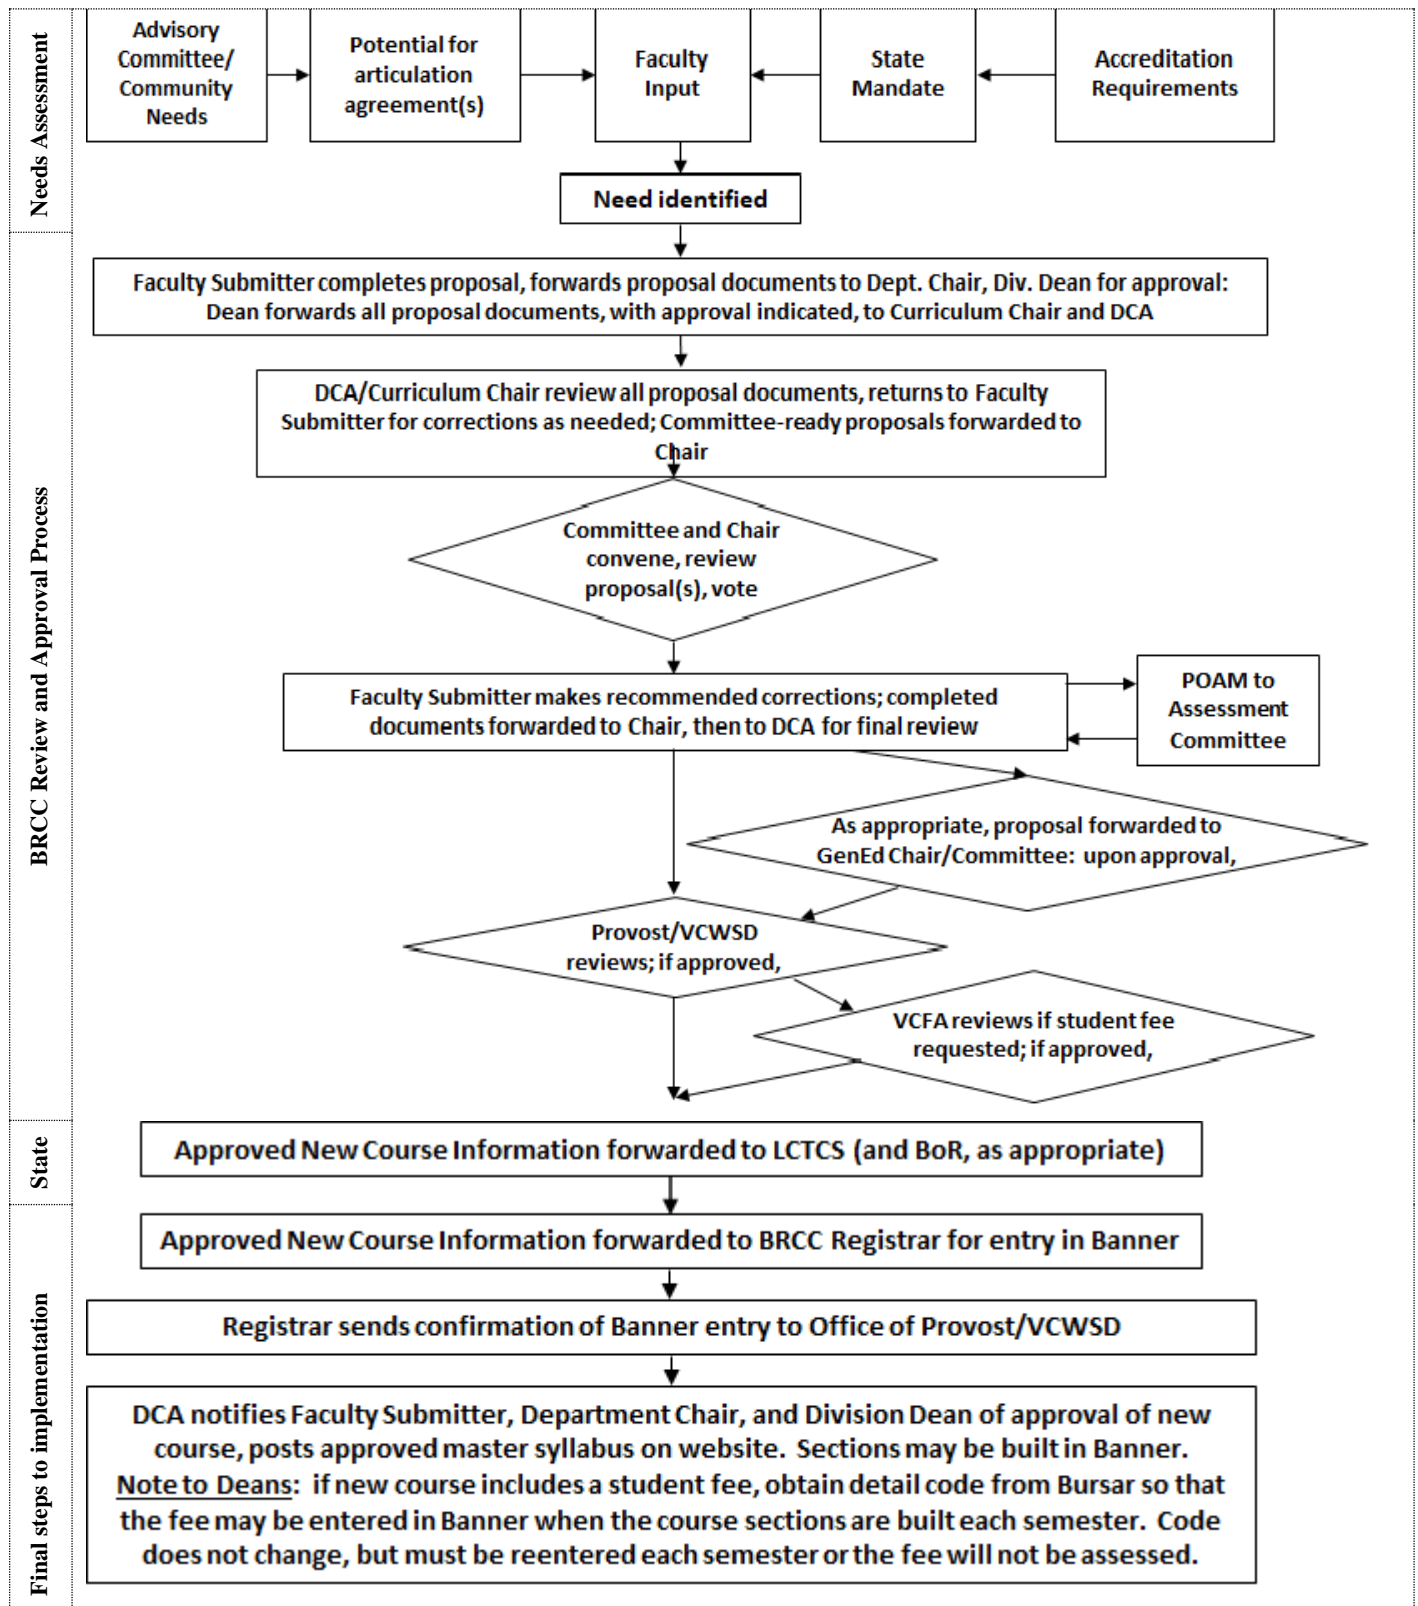 Needs Assessment
Advisory
Committee/
Community
Needs
Potential for
articulation
agreement(s)
Faculty
Input
State
Mandate
Accreditation
Requirements
Need identified
BRCC Review and Approval Process
Faculty Submitter completes proposal, forwards proposal documents to Dept. Chair, Div. Dean for approval:
Dean forwards all proposal documents, with approval indicated, to Curriculum Chair and DCA
DCA/Curriculum Chair review all proposal documents, returns to Faculty
Submitter for corrections as needed; Committee-ready proposals forwarded to
Chair
Committee and Chair
convene, review
proposal(s), vote
Faculty Submitter makes recommended corrections; completed
documents forwarded to Chair, then to DCA for final review
POAM to
Assessment
Committee
As appropriate, proposal forwarded to
GenEd Chair/Committee: upon approval,
Provost/VCWSD
reviews; if approved,
VCFA reviews if student fee
requested; if approved,
State
Approved New Course Information forwarded to LCTCS (and BoR, as appropriate)
Final steps to implementation
Approved New Course Information forwarded to BRCC Registrar for entry in Banner
Registrar sends confirmation of Banner entry to Office of Provost/VCWSD
DCA notifies Faculty Submitter, Department Chair, and Division Dean of approval of new
course, posts approved master syllabus on website. Sections may be built in Banner.
Note to Deans: if new course includes a student fee, obtain detail code from Bursar so that
the fee may be entered in Banner when the course sections are built each semester. Code
does not change, but must be reentered each semester or the fee will not be assessed.